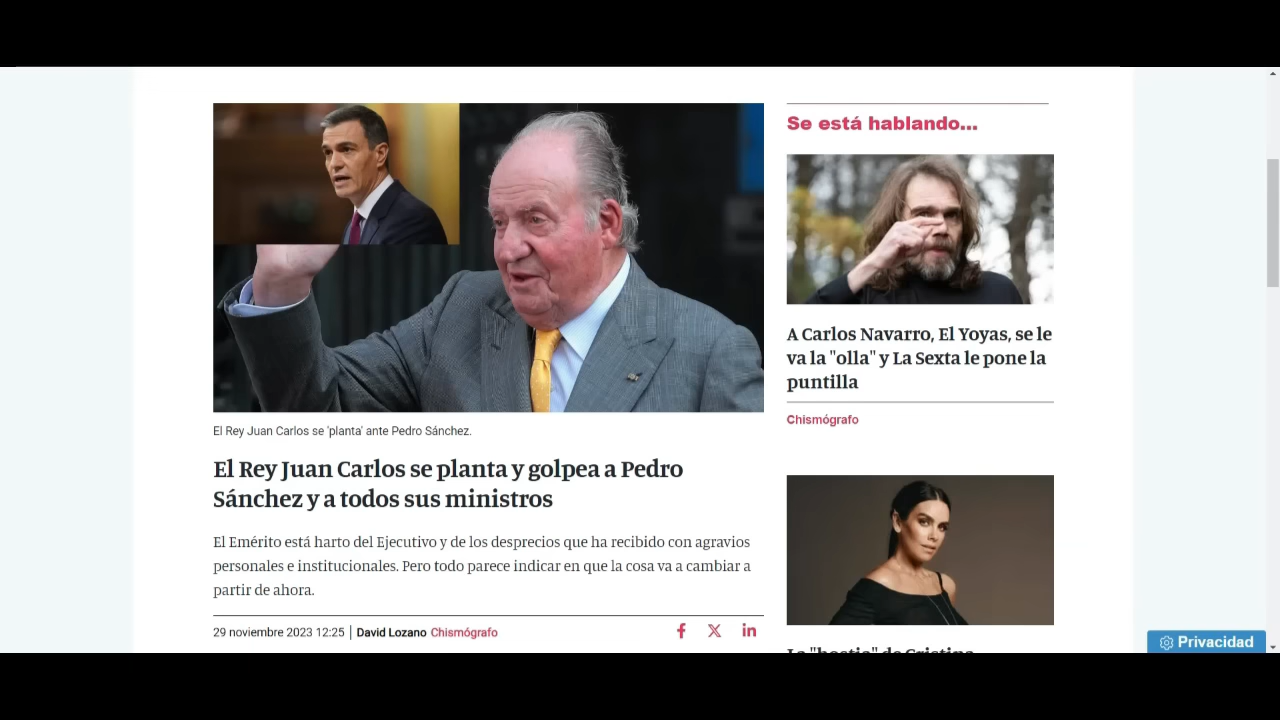 El Rey Juan Carlos se 'planta' ante Pedro Sánchez.
El Rey Juan Carlos se planta y golpea a Pedro
Sánchez y a todos sus ministros
El Emérito está harto del Ejecutivo y de los desprecios que ha recibido con agravios
personales e institucionales. Pero todo parece indicar en que la cosa va a cambiar a
partir de ahora.
29 noviembre 2023 12:25 | David Lozano Chismógrafo
Se está hablando...
A Carlos Navarro, El Yoyas, se le
va la "olla" y La Sexta le pone la
puntilla
Chismógrafo
La "hostia" de Cristina
Privacidad